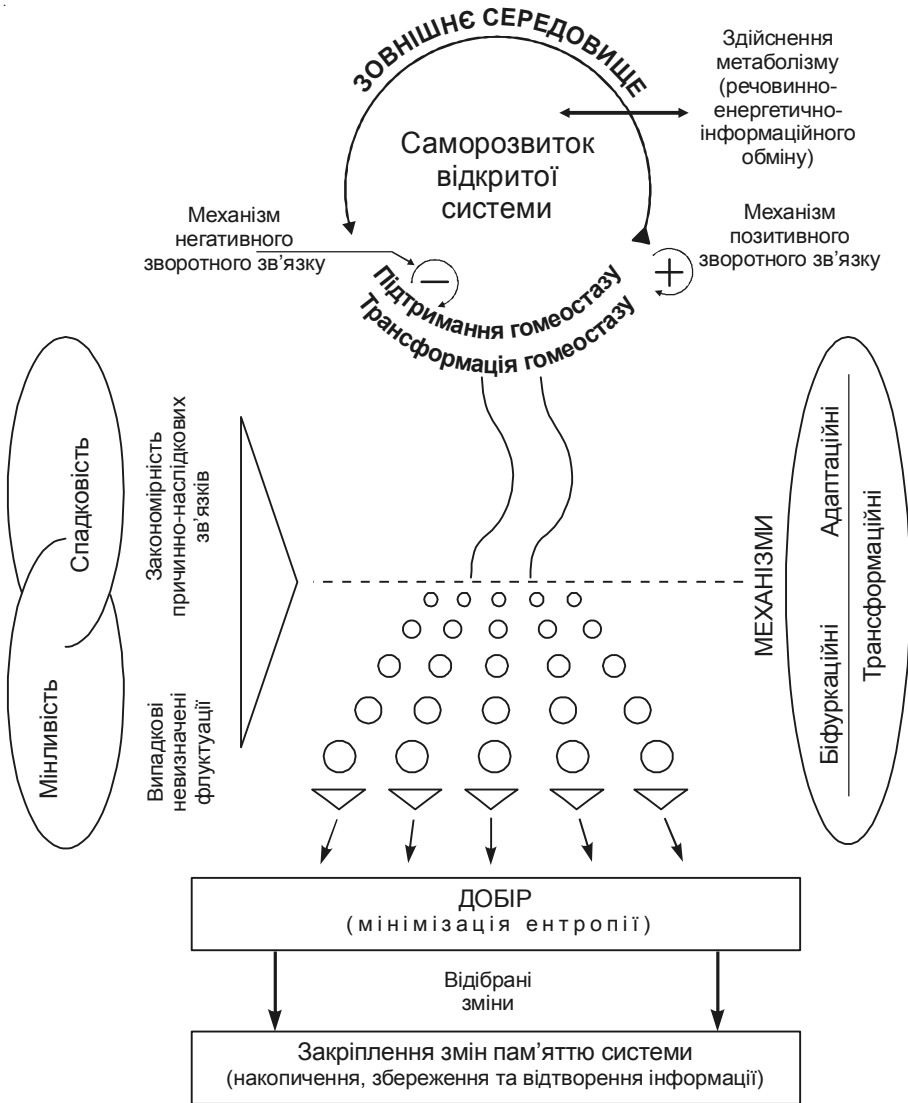 ЗОВНІШНЄ СЕРЕДОВИЩЕ
Здійснення
метаболізму
(речовинно-
енергетично-
інформаційного
обміну)
Саморозвиток
відкритої
системи
Механізм
негативного
зворотного зв’язку
Механізм
позитивного
зворотного зв’язку
−
+
Підтримання гомеостазу
Трансформація гомеостазу
Спадковість
Мінливість
Закономірність
причинно-наслідкових
зв’язків
Випадкові
невизначені
флуктуації
МЕХАНІЗМИ
Адаптаційні
Біфуркаційні
Трансформаційні
ДОБІР
(мінімізація ентропії)
Відібрані
зміни
Закріплення змін пам’яттю системи
(накопичення, збереження та відтворення інформації)